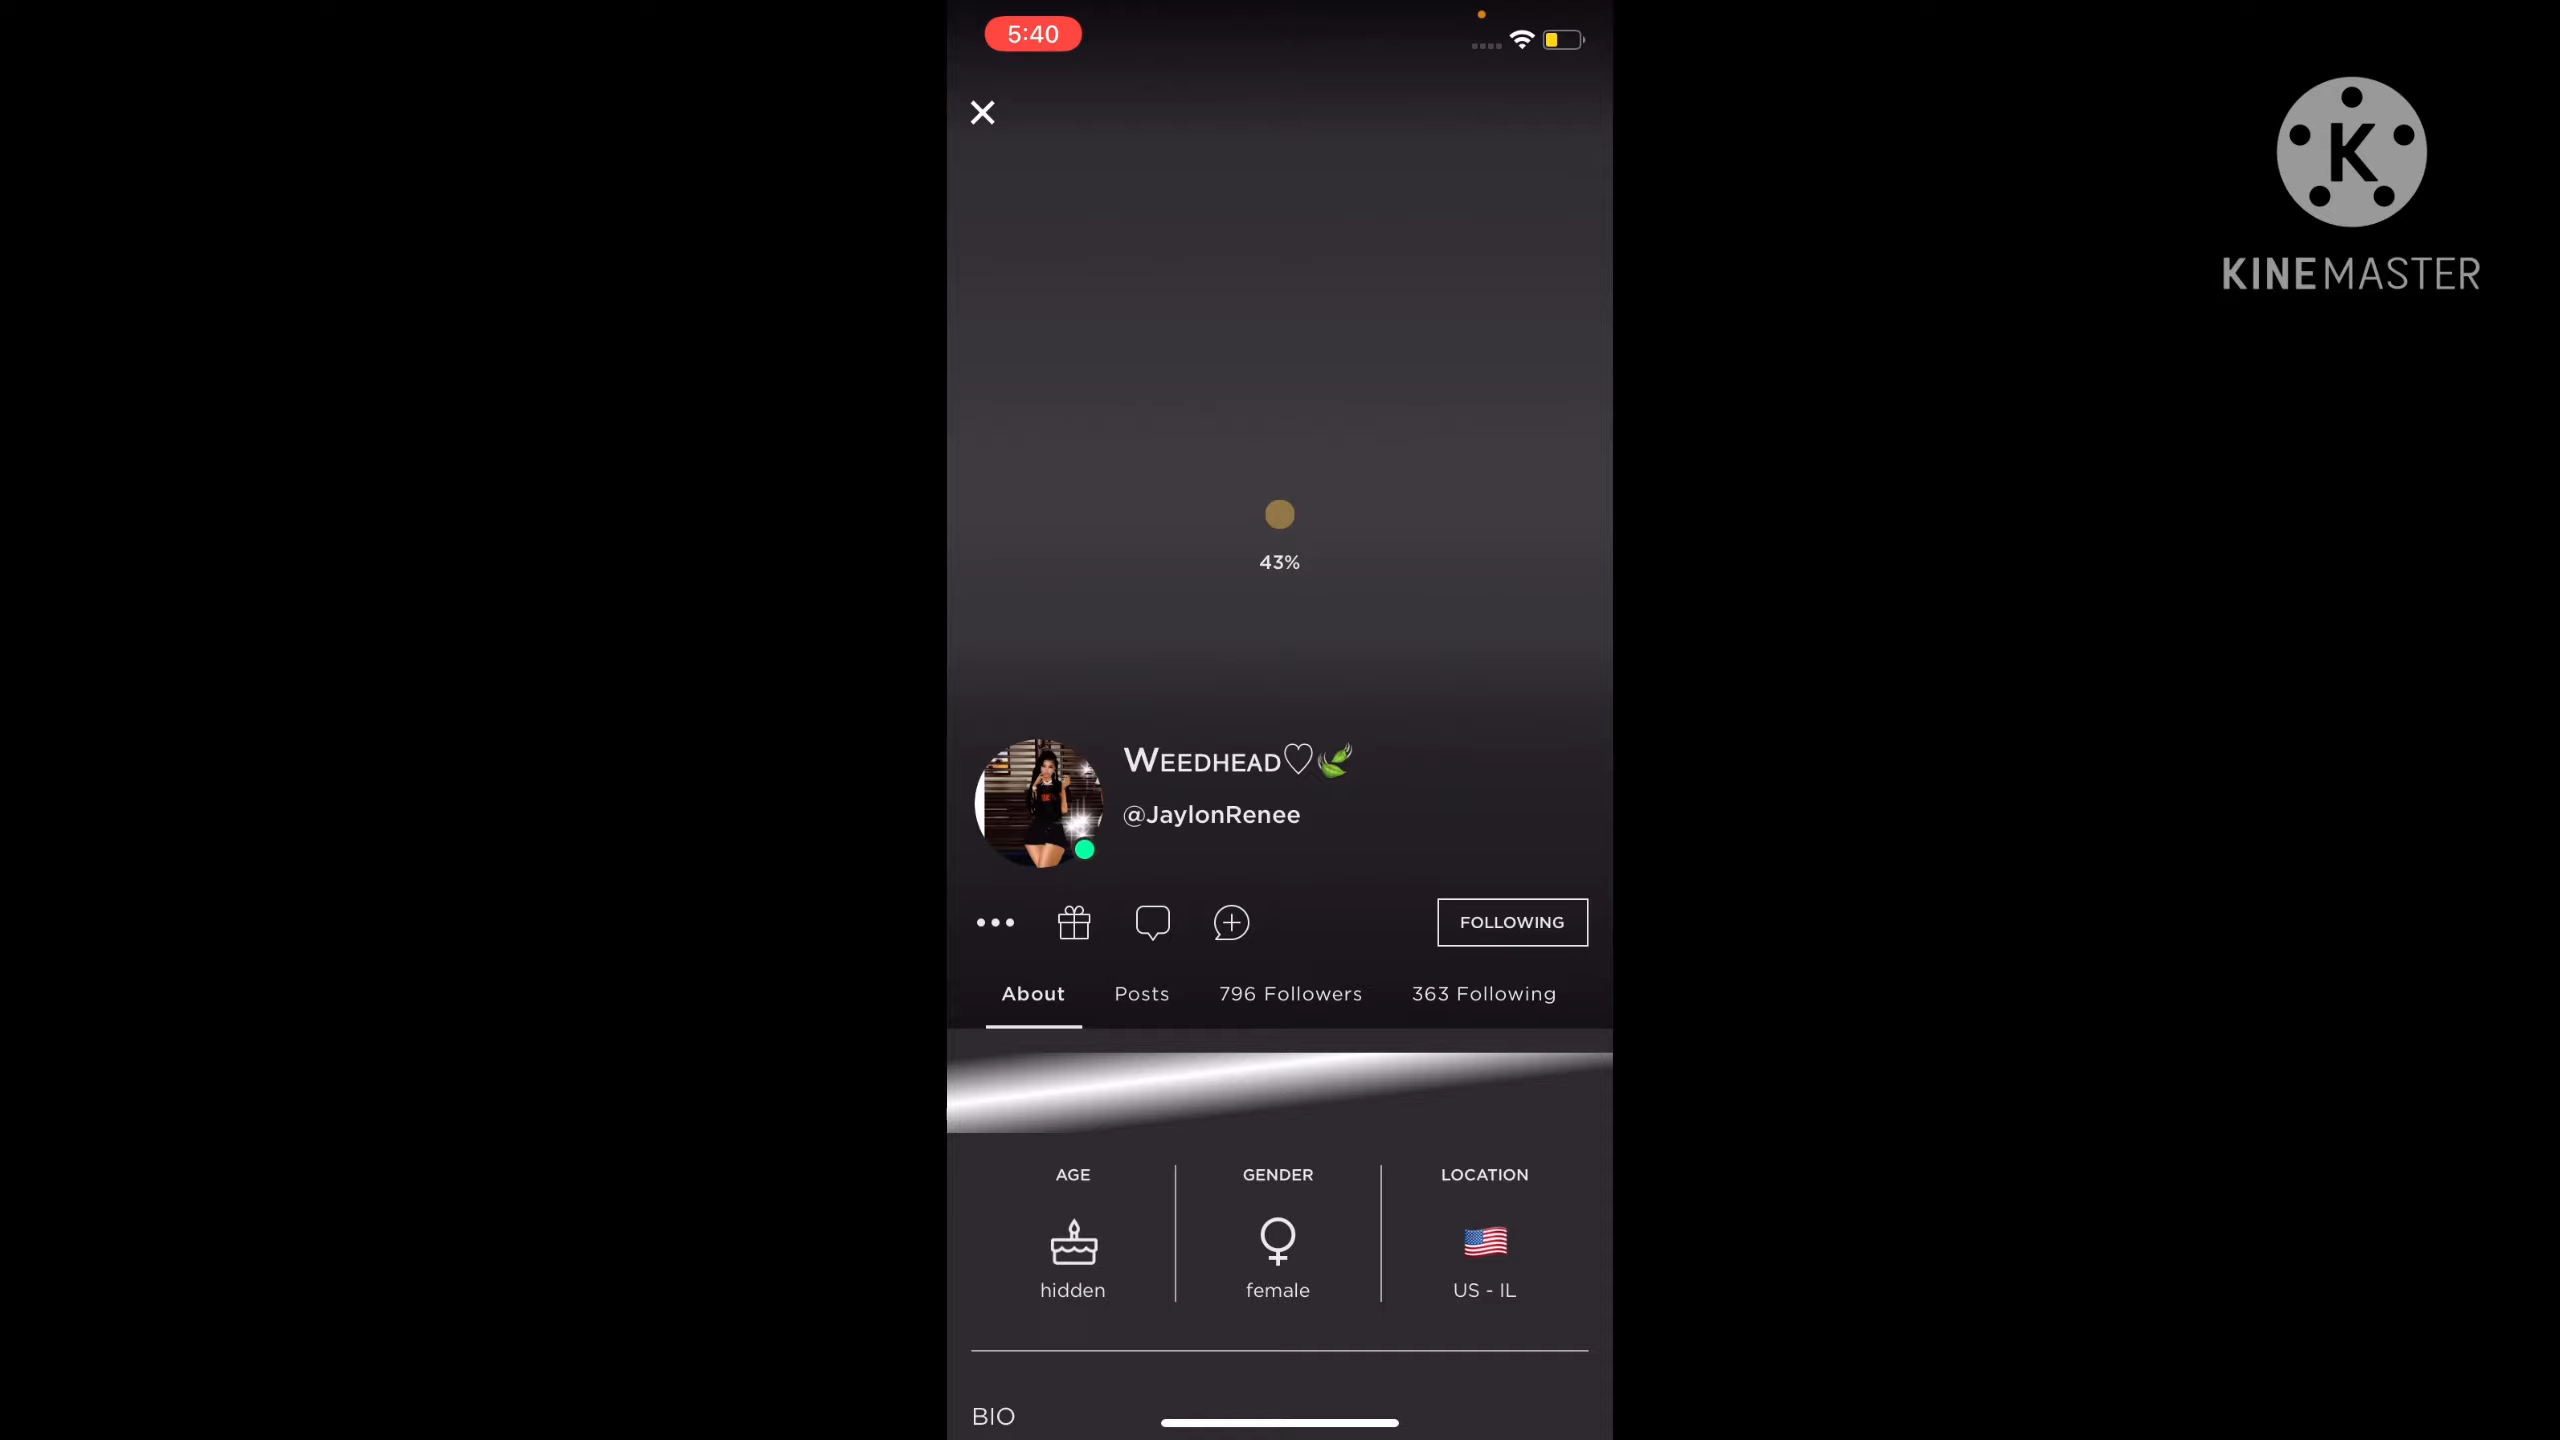 5:40
K
KINEMASTER
43%
WEEDHEAD♡🌿
@JaylonRenee
FOLLOWING
About
Posts
796 Followers
363 Following
AGE
GENDER
LOCATION
hidden
female
US - IL
BIO